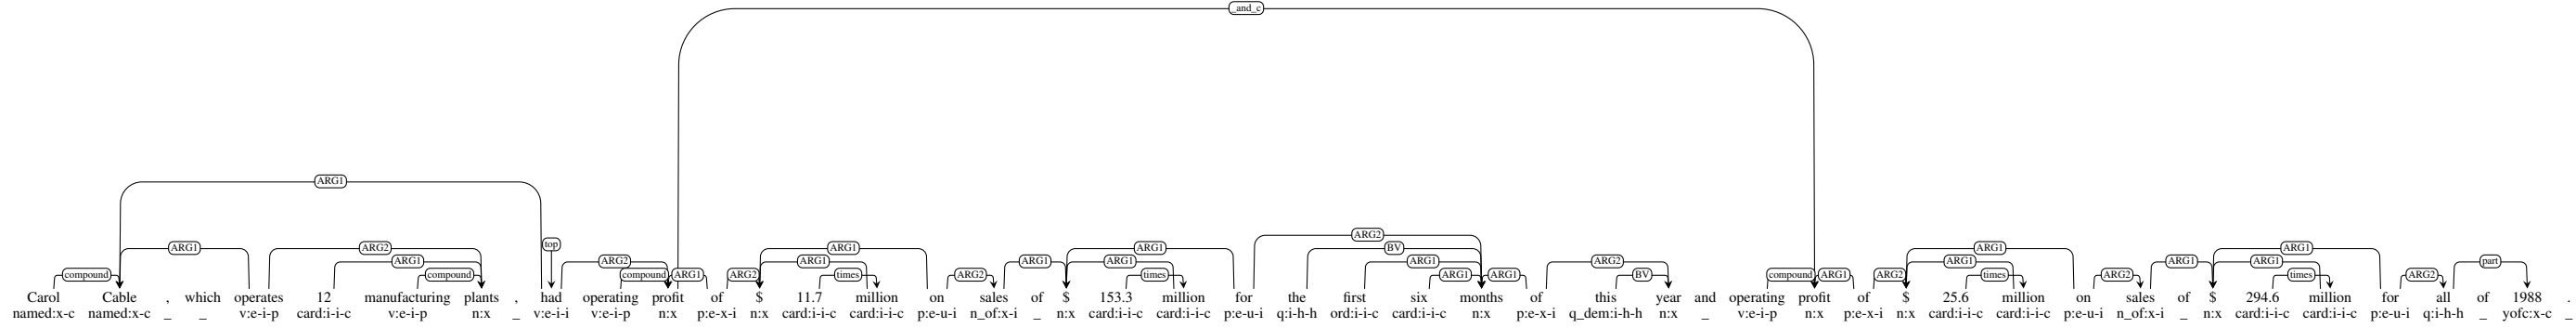 _and_c
ARG1
top
ARG2
ARG1 ARG2 ARG1 ARG1 BV ARG1 ARG1
ARG1 ARG2 ARG1 ARG1 ARG1 ARG1 ARG2 ARG1 ARG1 ARG1 part
compound compound compound ARG1 ARG2 times ARG2 times ARG1 ARG1 BV compound ARG1 ARG2 times ARG2 times ARG2
Carol Cable , which operates 12 manufacturing plants , had operating profit of $ 11.7 million on sales of $ 153.3 million for the first six months of this year and operating profit of $ 25.6 million on sales of $ 294.6 million for all of 1988 .
named:x-c named:x-c _ _ v:e-i-p card:i-i-c v:e-i-p n:x _ v:e-i-i v:e-i-p n:x p:e-x-i n:x card:i-i-c card:i-i-c p:e-u-i n_of:x-i _ n:x card:i-i-c card:i-i-c p:e-u-i q:i-h-h ord:i-i-c card:i-i-c n:x p:e-x-i q_dem:i-h-h n:x _ v:e-i-p n:x p:e-x-i n:x card:i-i-c card:i-i-c p:e-u-i n_of:x-i _ n:x card:i-i-c card:i-i-c p:e-u-i q:i-h-h _ yofc:x-c _